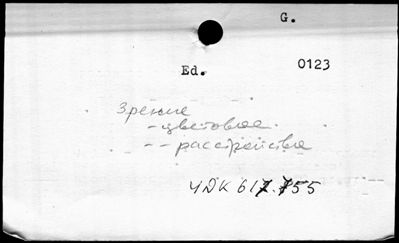 G.
Ed. 0123
Зрение
- цветовое
-- расстройства
УДК 617.755